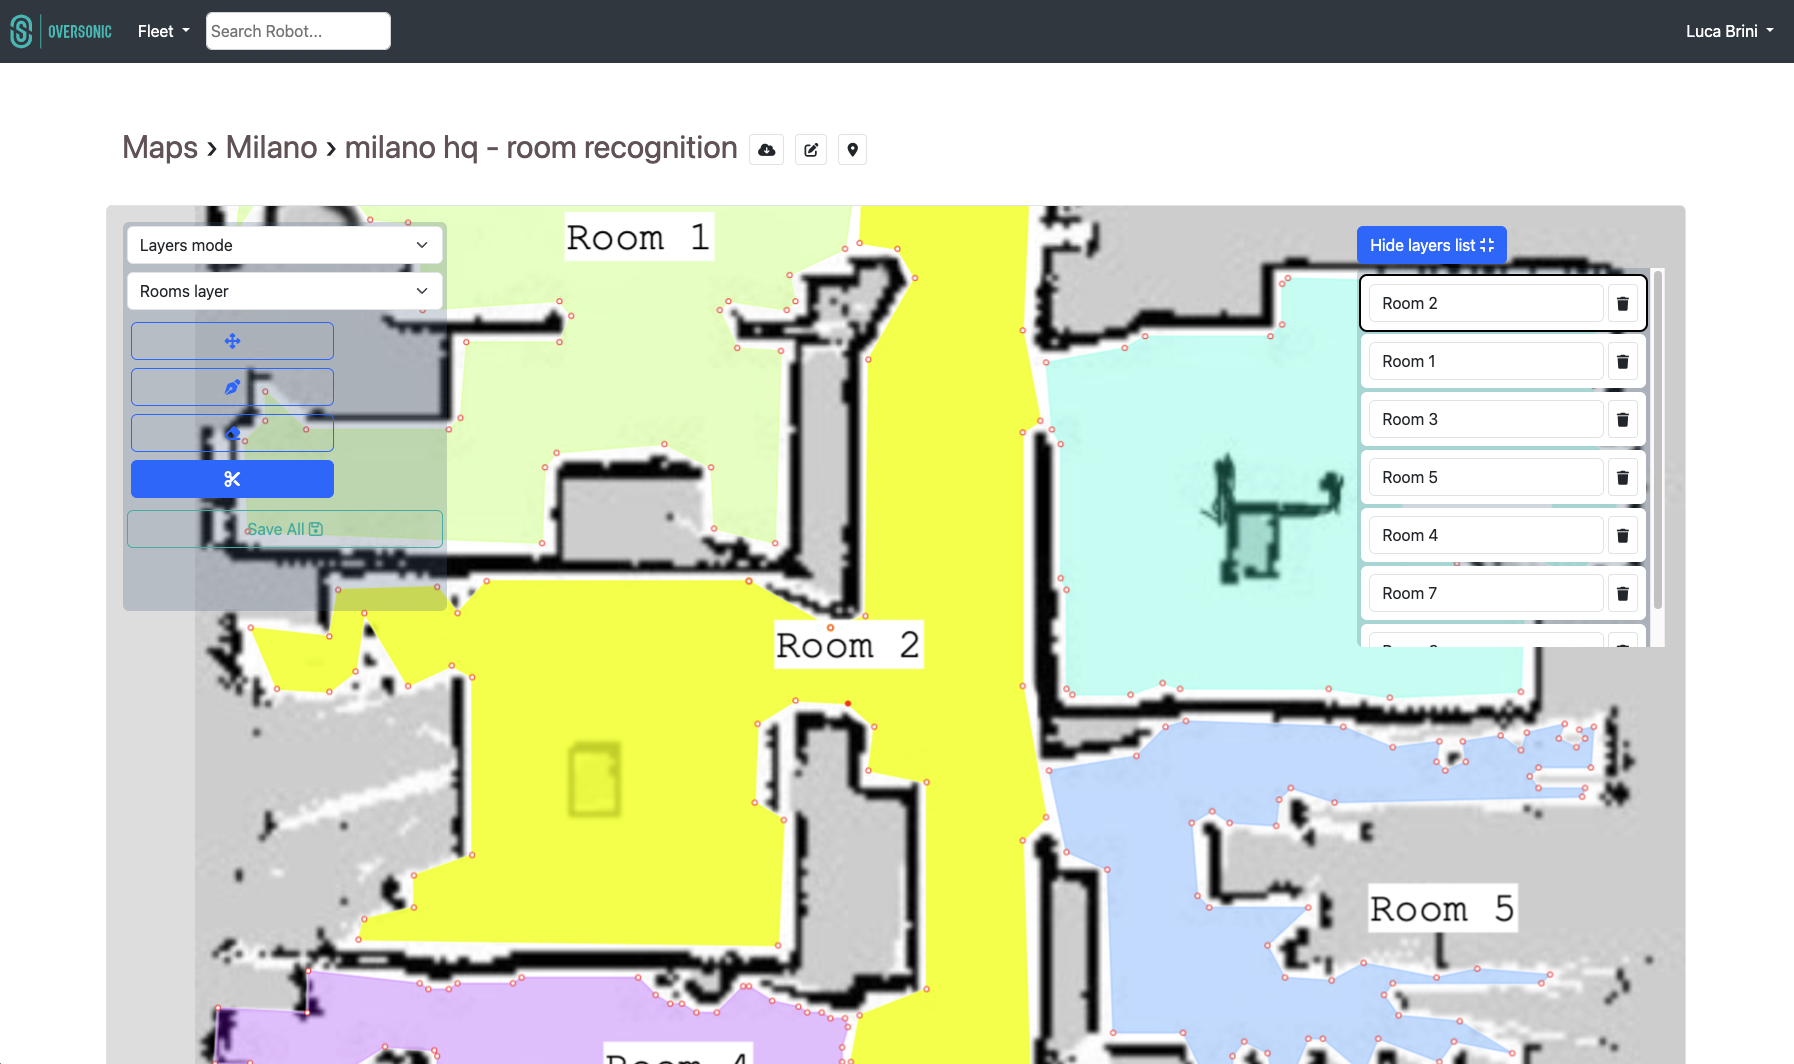 OVERSONIC
Fleet
Search Robot...
Luca Brini
Maps › Milano › milano hq - room recognition
Layers mode
Rooms layer
Save All
Hide layers list
Room 2
Room 1
Room 3
Room 5
Room 4
Room 7
Room 1
Room 2
Room 5
Room 4